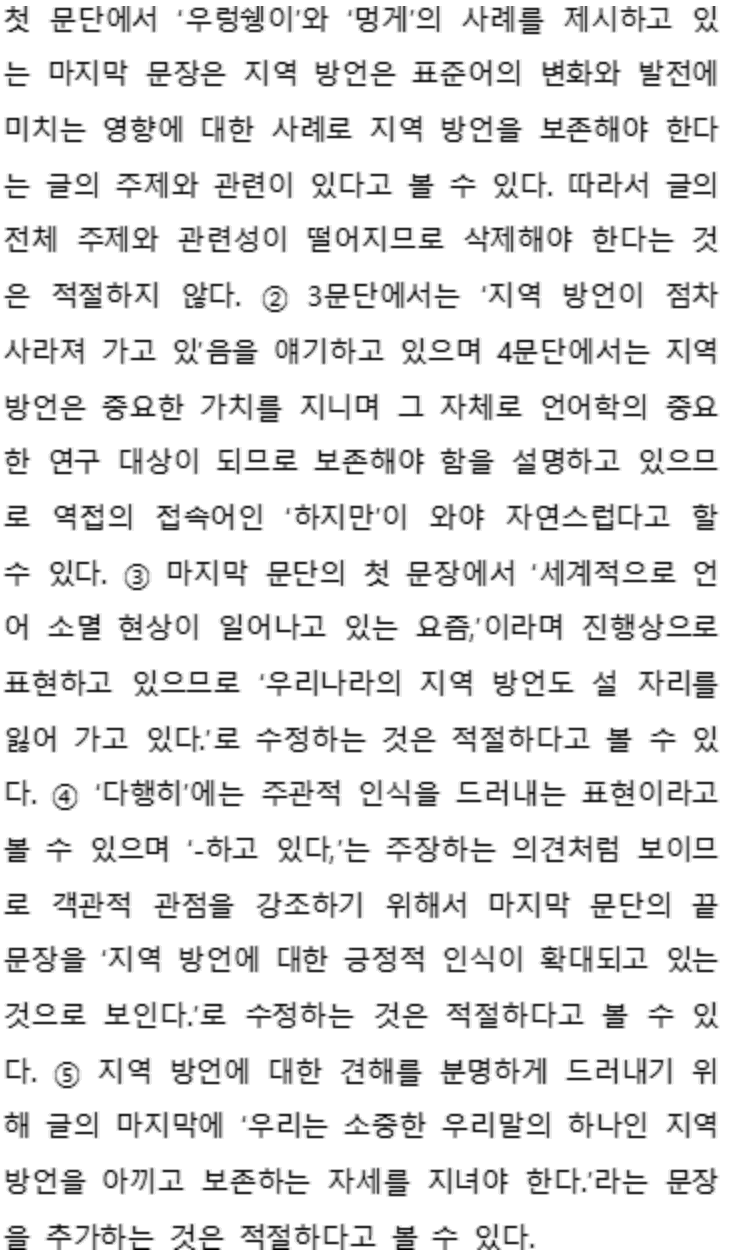 첫 문단에서 ‘우렁쉥이’와 ‘멍게’의 사례를 제시하고 있
는 마지막 문장은 지역 방언은 표준어의 변화와 발전에
미치는 영향에 대한 사례로 지역 방언을 보존해야 한다
는 글의 주제와 관련이 있다고 볼 수 있다. 따라서 글의
전체 주제와 관련성이 떨어지므로 삭제해야 한다는 것
은 적절하지 않다. ② 3문단에서는 ‘지역 방언이 점차
사라져 가고 있’음을 얘기하고 있으며 4문단에서는 지역
방언은 중요한 가치를 지니며 그 자체로 언어학의 중요
한 연구 대상이 되므로 보존해야 함을 설명하고 있으므
로 역접의 접속어인 ‘하지만’이 와야 자연스럽다고 할
수 있다. ③ 마지막 문단의 첫 문장에서 ‘세계적으로 언
어 소멸 현상이 일어나고 있는 요즘,’이라며 진행상으로
표현하고 있으므로 ‘우리나라의 지역 방언도 설 자리를
잃어 가고 있다.’로 수정하는 것은 적절하다고 볼 수 있
다. ④ ‘다행히’에는 주관적 인식을 드러내는 표현이라고
볼 수 있으며 ‘-하고 있다,’는 주장하는 의견처럼 보이므
로 객관적 관점을 강조하기 위해서 마지막 문단의 끝
문장을 ‘지역 방언에 대한 긍정적 인식이 확대되고 있는
것으로 보인다.’로 수정하는 것은 적절하다고 볼 수 있
다. ⑤ 지역 방언에 대한 견해를 분명하게 드러내기 위
해 글의 마지막에 ‘우리는 소중한 우리말의 하나인 지역
방언을 아끼고 보존하는 자세를 지녀야 한다.’라는 문장
을 추가하는 것은 적절하다고 볼 수 있다.